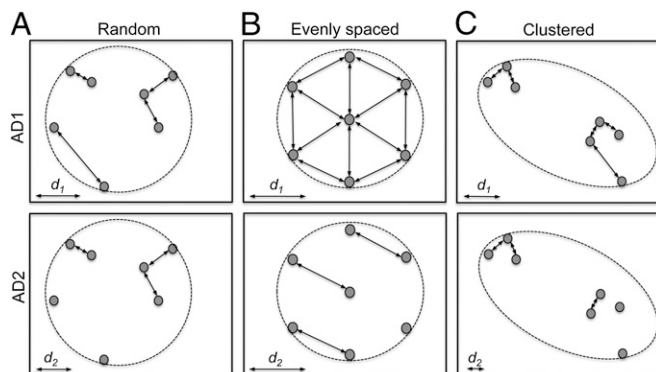 A Random
B Evenly spaced
C Clustered
AD1
d₁
d₁
d₁
AD2
d₂
d₂
d₂